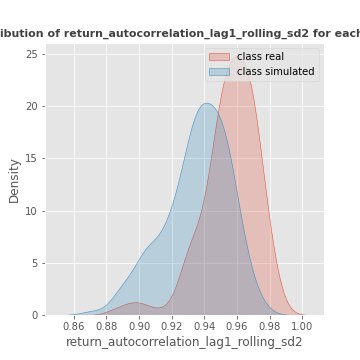 ibution of return_autocorrelation_lag1_rolling_sd2 for each
class real
class simulated
25
20
15
10
5
0
Density
0.86 0.88 0.90 0.92 0.94 0.96 0.98 1.00
return_autocorrelation_lag1_rolling_sd2